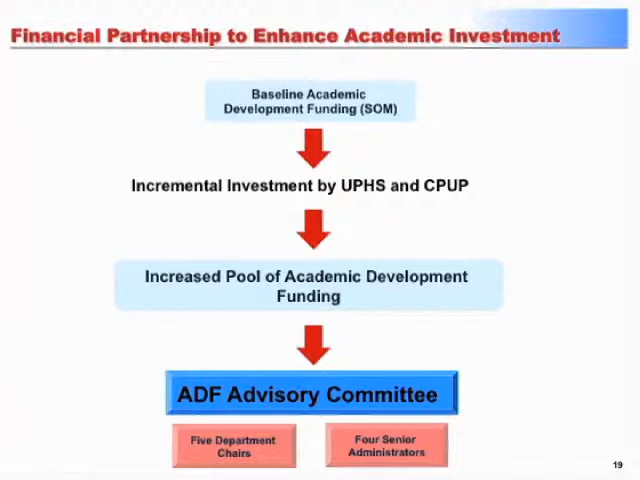 Financial Partnership to Enhance Academic Investment
Baseline Academic
Development Funding (SOM)
Incremental Investment by UPHS and CPUP
Increased Pool of Academic Development
Funding
ADF Advisory Committee
Five Department
Chairs
Four Senior
Administrators
19